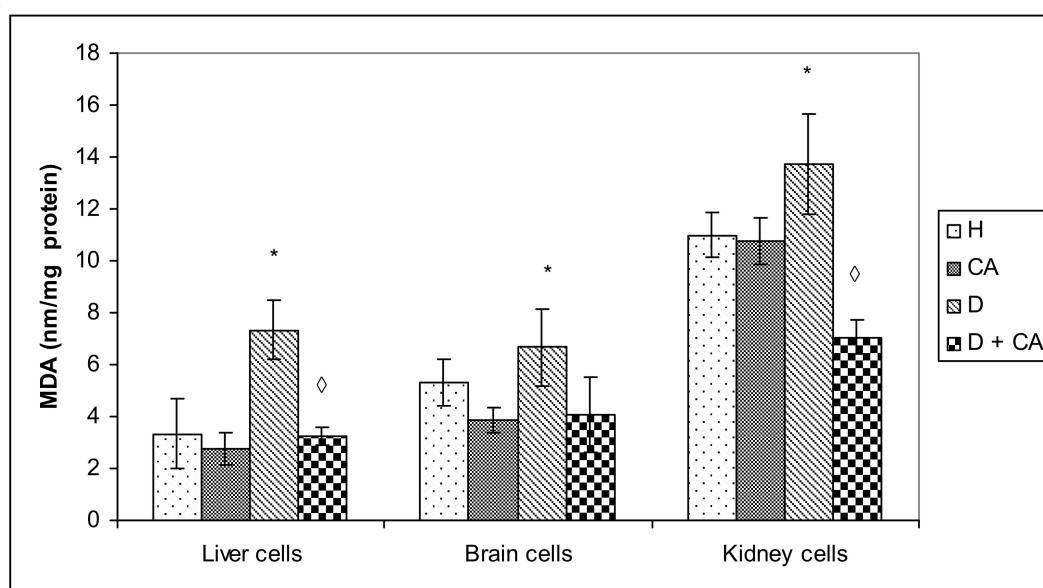 18
16
14
12
10
8
6
4
2
0
MDA (nm/mg protein)
*
*
*
◊
◊
Liver cells
Brain cells
Kidney cells
H
CA
D
D + CA